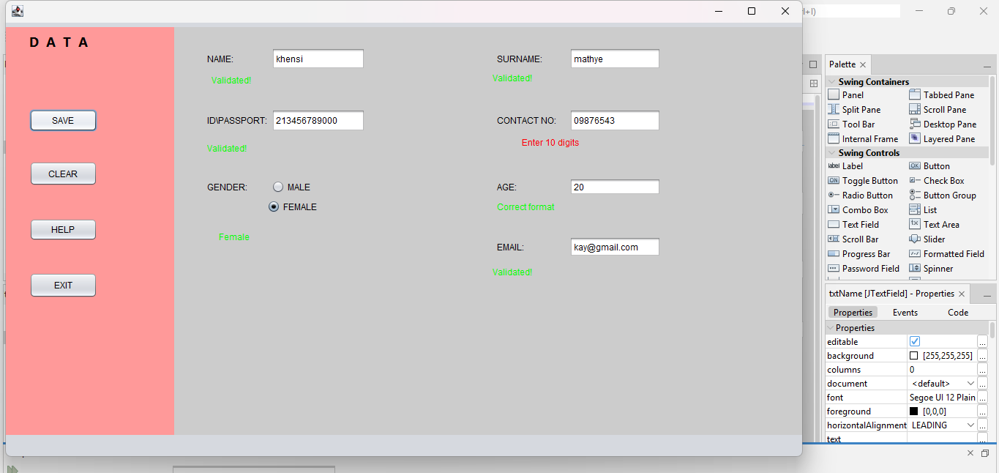 l+I)
D A T A
NAME:
khensi
SURNAME:
mathye
Validated!
Validated!
SAVE
ID\PASSPORT:
213456789000
CONTACT NO:
09876543
Enter 10 digits
Validated!
CLEAR
GENDER:
MALE
AGE:
20
FEMALE
Correct format
HELP
Female
EMAIL:
kay@gmail.com
Validated!
EXIT
Palette
Swing Containers
Panel
Tabbed Pane
Split Pane
Scroll Pane
Tool Bar
Desktop Pane
Internal Frame
Layered Pane
Swing Controls
label Label
OK Button
ON Toggle Button
Check Box
Radio Button
Button Group
Combo Box
List
Text Field
Text Area
Scroll Bar
Slider
Progress Bar
Formatted Field
Password Field
Spinner
txtName [JTextField] - Properties
Properties
Events
Code
Properties
editable
...
background
[255,255,255]
...
columns
0
...
document
<default>
...
font
Segoe UI 12 Plain
...
foreground
[0,0,0]
...
horizontalAlignment
LEADING
...
text
...